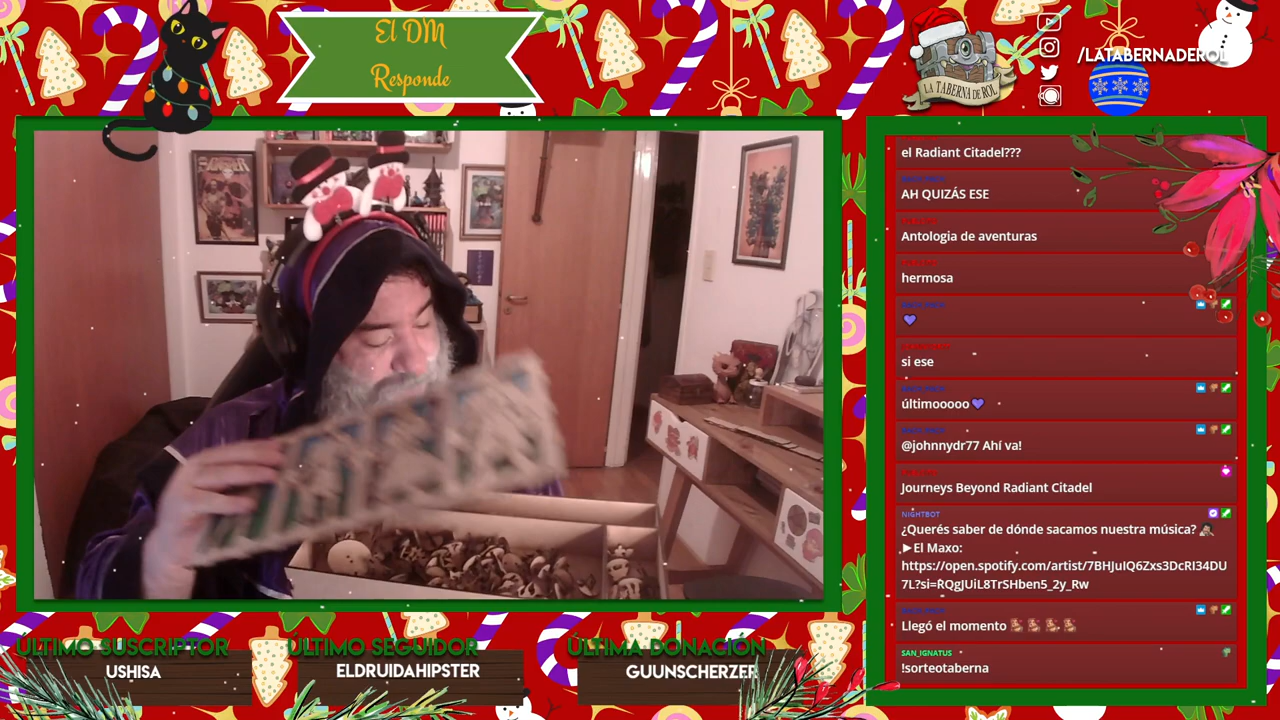 El DM
Responde
LA TABERNA DE ROL
/LATABERNADEROL
el Radiant Citadel???
AH QUIZÁS ESE
Antologia de aventuras
hermosa
si ese
últimooooo
@johnnydr77 Ahí va!
Journeys Beyond Radiant Citadel
NIGHTBOT
¿Querés saber de dónde sacamos nuestra música?
►El Maxo:
https://open.spotify.com/artist/7BHJuIQ6Zxs3DcRI34DU
7L?si=RQgJUiL8TrSHben5_2y_Rw
Llegó el momento
SAN_IGNATUS
!sorteotaberna
ÚLTIMO SUSCRIPTOR
USHISA
ÚLTIMO SEGUIDOR
ELDRUIDAHIPSTER
ÚLTIMA DONACIÓN
GUUNSCHERZER